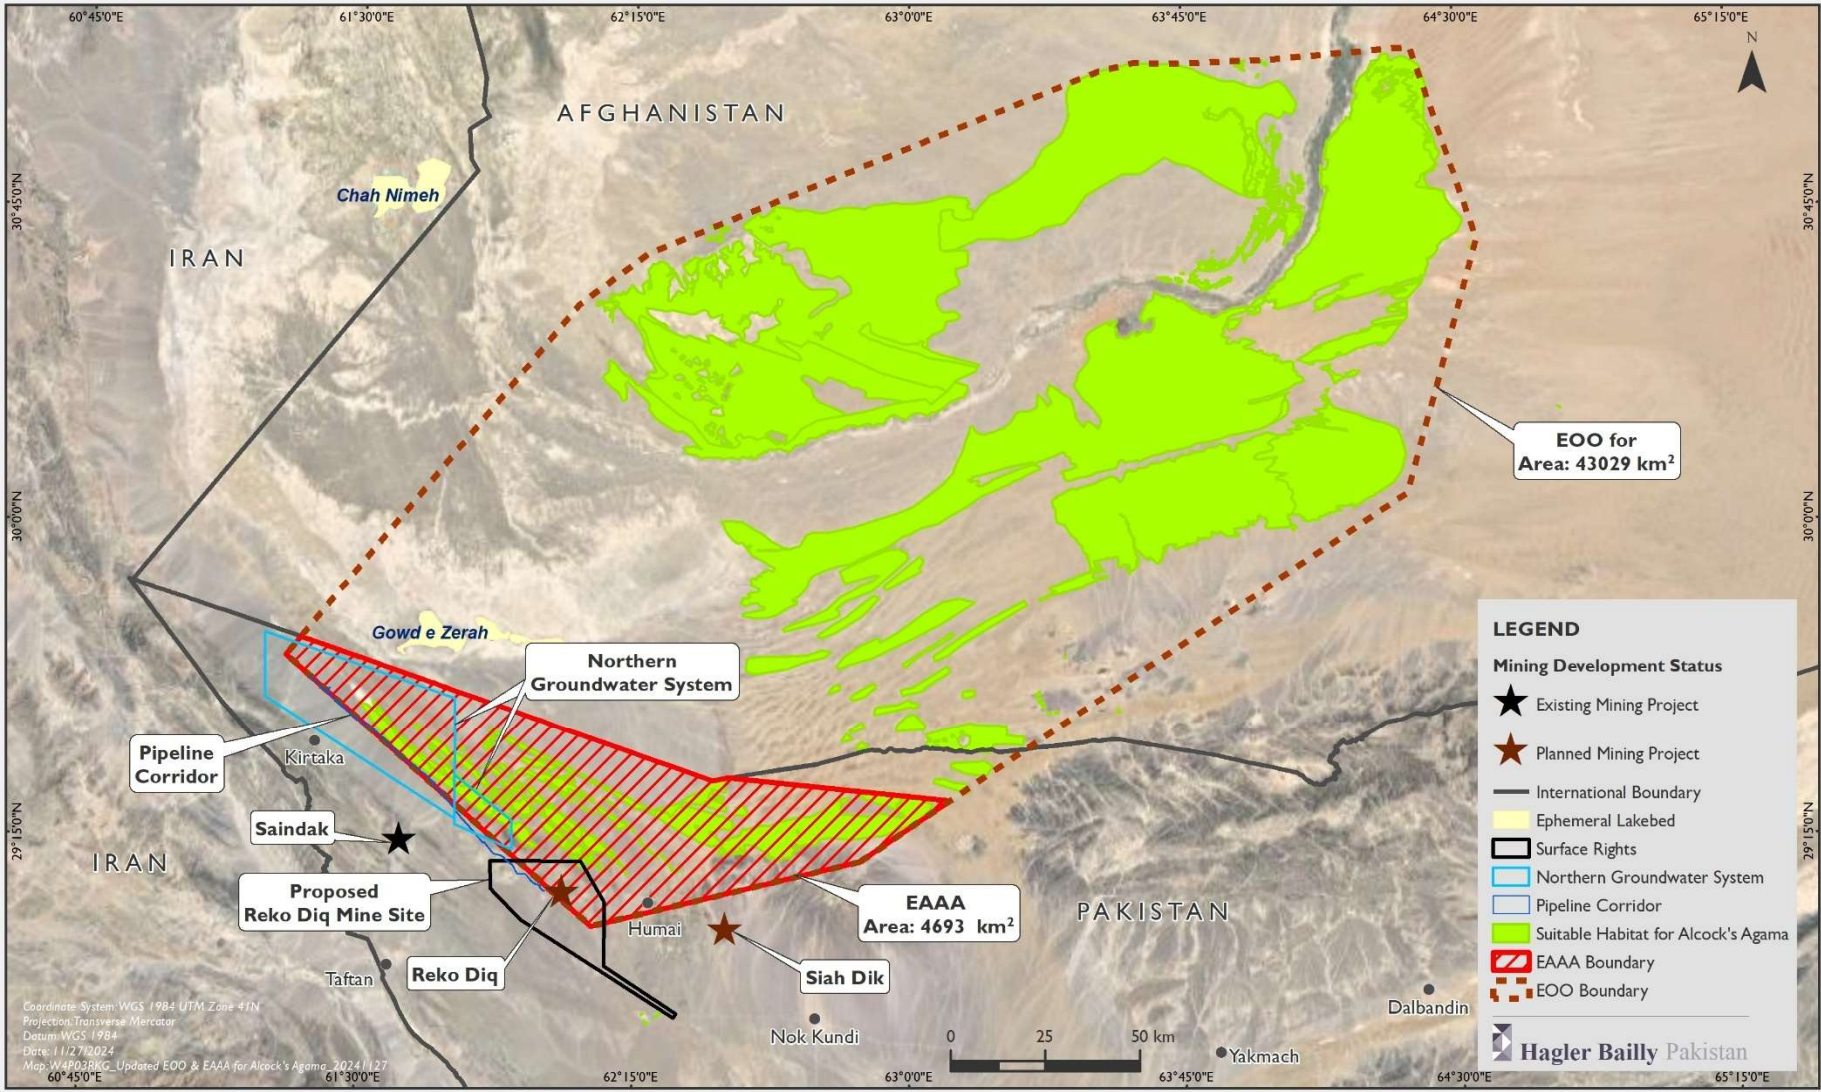 60°45'0"E
61°30'0"E
62°15'0"E
63°0'0"E
63°45'0"E
64°30'0"E
65°15'0"E
N
AFGHANISTAN
Chah Nimeh
30°45'0"N
30°45'0"N
IRAN
EOO for
Area: 43029 km²
30°0'0"N
30°0'0"N
Gowd e Zerah
Northern
Groundwater System
Pipeline
Corridor
Kirtaka
Saindak
29°15'0"N
29°15'0"N
IRAN
Proposed
Reko Diq Mine Site
EAAA
Area: 4693 km²
PAKISTAN
Humai
Taftan
Reko Diq
Siah Dik
Nok Kundi
Dalbandin
Yakmach
0 25 50 km
LEGEND
Mining Development Status
Existing Mining Project
Planned Mining Project
International Boundary
Ephemeral Lakebed
Surface Rights
Northern Groundwater System
Pipeline Corridor
Suitable Habitat for Alcock's Agama
EAAA Boundary
EOO Boundary
Hagler Bailly Pakistan
Coordinate System: WGS 1984 UTM Zone 41N
Projection: Transverse Mercator
Datum: WGS 1984
Date: 11/27/2024
Map: W4P03RKG_Updated EOO & EAAA for Alcock's Agama_20241127
60°45'0"E
61°30'0"E
62°15'0"E
63°0'0"E
63°45'0"E
64°30'0"E
65°15'0"E